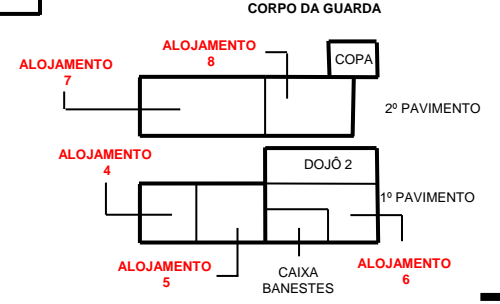 CORPO DA GUARDA
ALOJAMENTO
8
COPA
ALOJAMENTO
7
2º PAVIMENTO
ALOJAMENTO
4
DOJÔ 2
1º PAVIMENTO
ALOJAMENTO
5
CAIXA
BANESTES
ALOJAMENTO
6